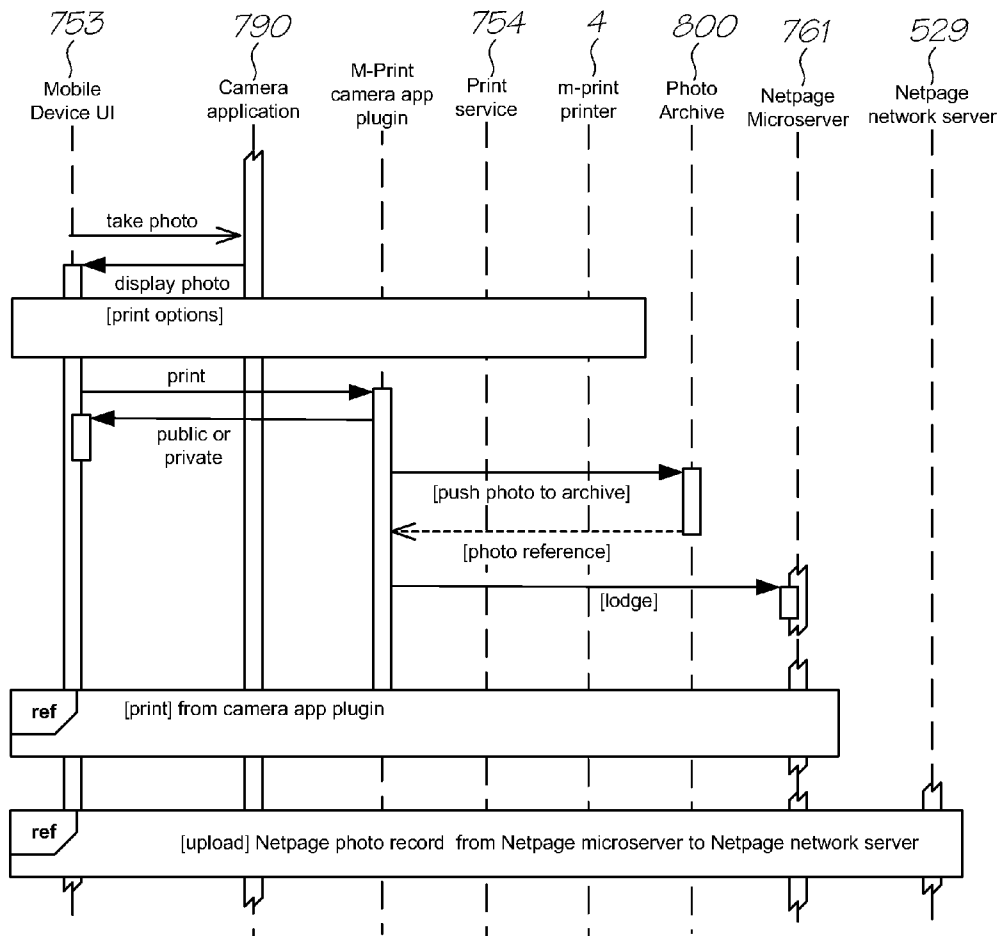 753
790
754
4
800
761
529
Mobile
Device UI
Camera
application
M-Print
camera app
plugin
Print
service
m-print
printer
Photo
Archive
Netpage
Microserver
Netpage
network server
take photo
display photo
[print options]
print
public or
private
[push photo to archive]
[photo reference]
[lodge]
ref
[print] from camera app plugin
ref
[upload] Netpage photo record from Netpage microserver to Netpage network server